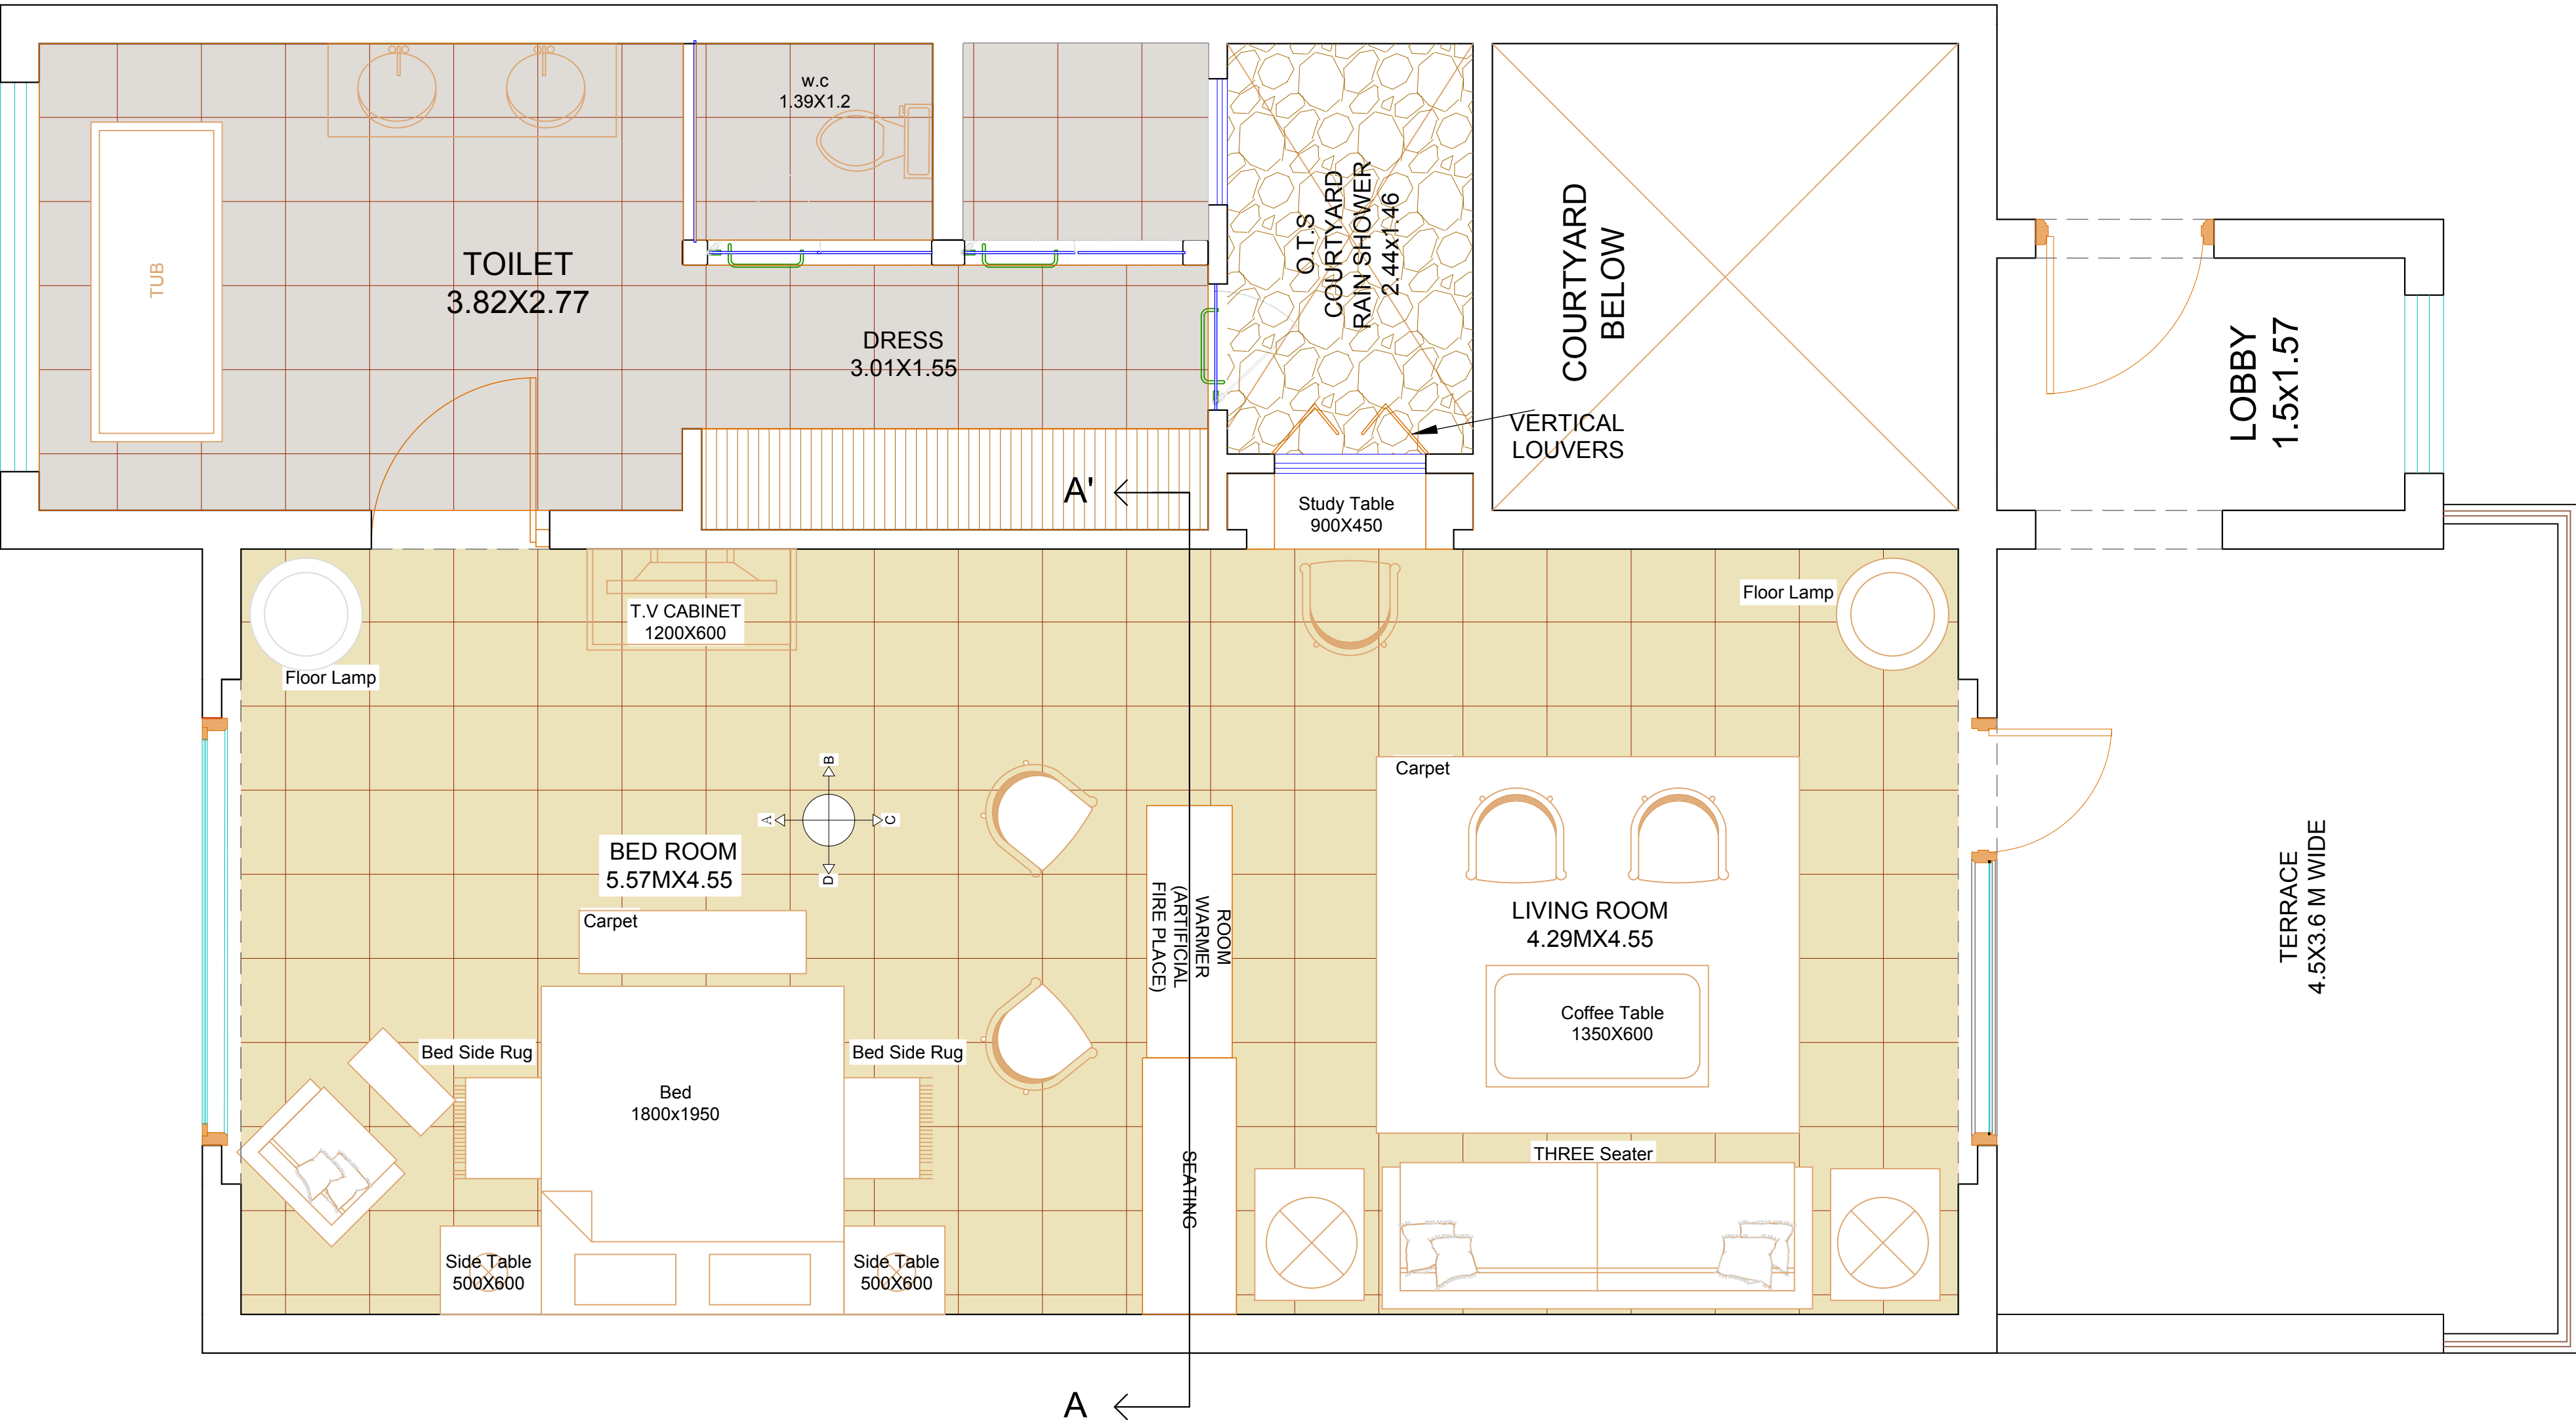 w.c
1.39X1.2
TUB
TOILET
3.82X2.77
DRESS
3.01X1.55
O.T.S
COURTYARD
RAIN SHOWER
2.44x1.46
COURTYARD
BELOW
VERTICAL
LOUVERS
LOBBY
1.5x1.57
A'
Study Table
900X450
T.V CABINET
1200X600
Floor Lamp
Floor Lamp
B
A
C
D
BED ROOM
5.57MX4.55
Carpet
Carpet
ROOM
WARMER
(ARTIFICIAL
FIRE PLACE)
LIVING ROOM
4.29MX4.55
TERRACE
4.5X3.6 M WIDE
Coffee Table
1350X600
Bed Side Rug
Bed Side Rug
Bed
1800x1950
SEATING
THREE Seater
Side Table
500X600
Side Table
500X600
A